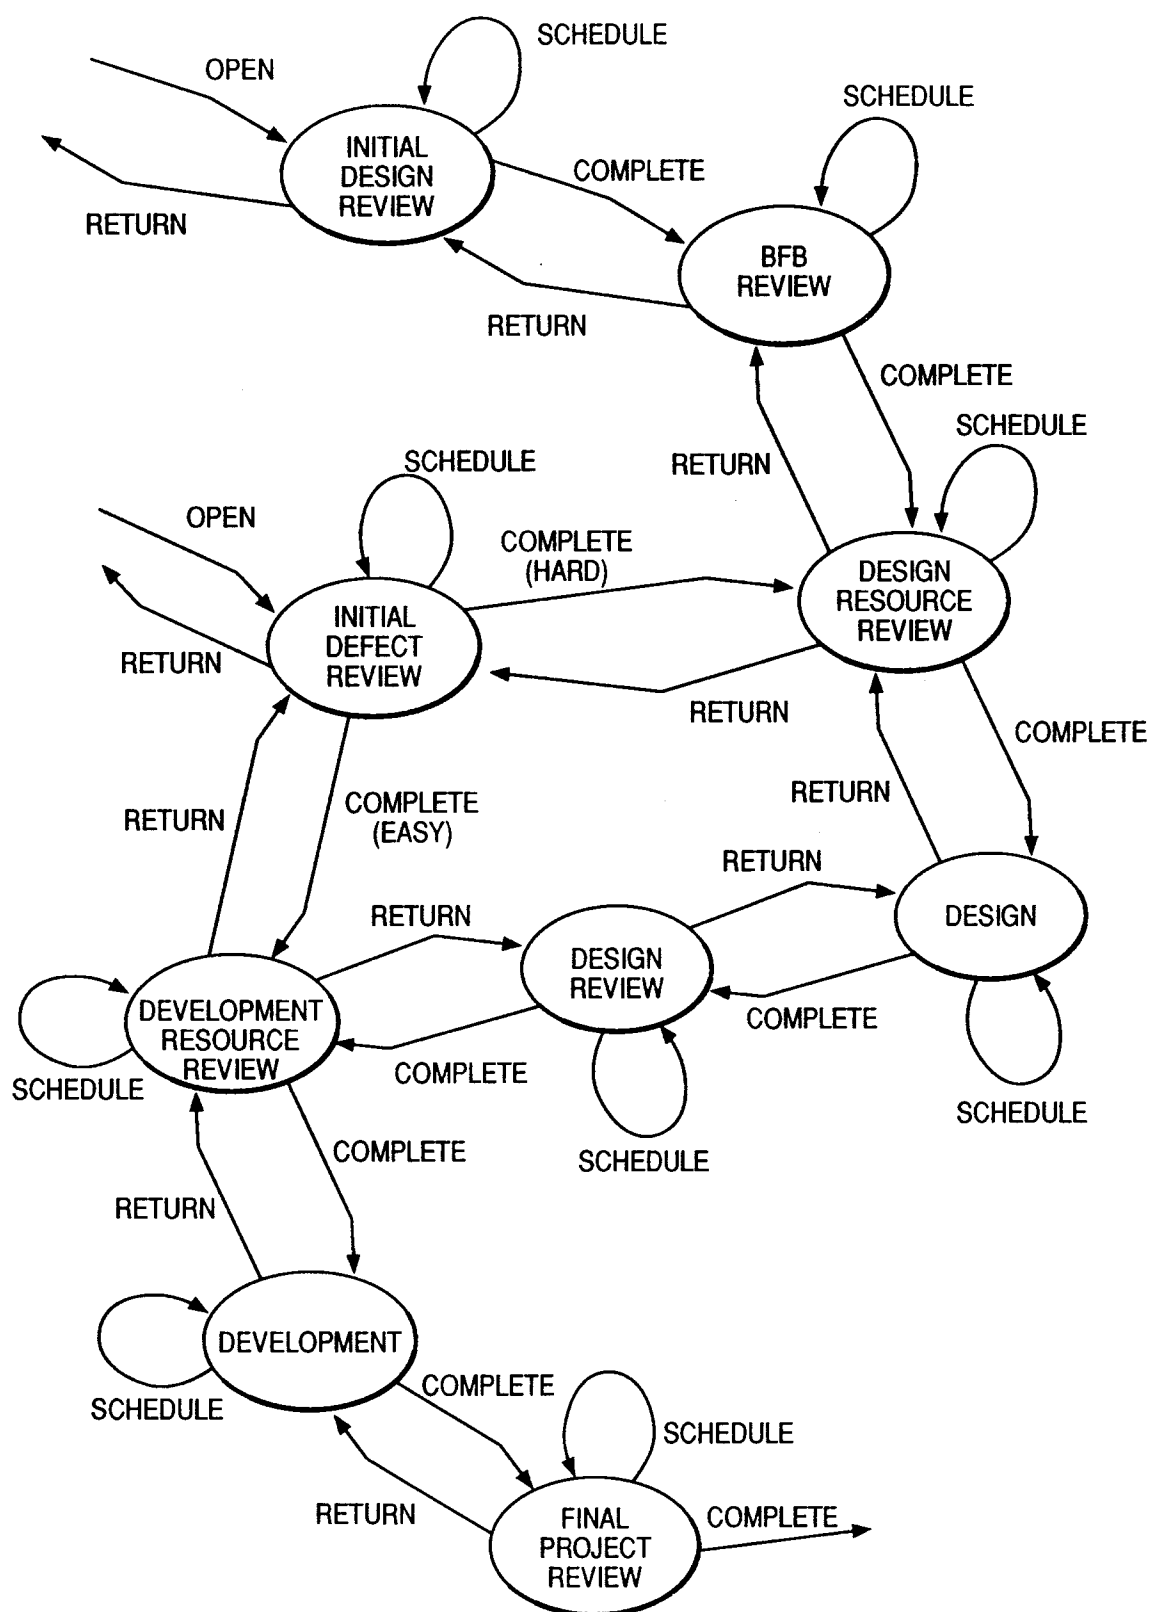 SCHEDULE
OPEN
SCHEDULE
INITIAL
DESIGN
REVIEW
COMPLETE
RETURN
BFB
REVIEW
RETURN
COMPLETE
SCHEDULE
RETURN
SCHEDULE
OPEN
COMPLETE
(HARD)
DESIGN
RESOURCE
REVIEW
INITIAL
DEFECT
REVIEW
RETURN
RETURN
COMPLETE
RETURN
COMPLETE
(EASY)
RETURN
RETURN
RETURN
DESIGN
DESIGN
REVIEW
DEVELOPMENT
RESOURCE
REVIEW
COMPLETE
COMPLETE
SCHEDULE
SCHEDULE
COMPLETE
SCHEDULE
RETURN
DEVELOPMENT
COMPLETE
SCHEDULE
SCHEDULE
RETURN
COMPLETE
FINAL
PROJECT
REVIEW